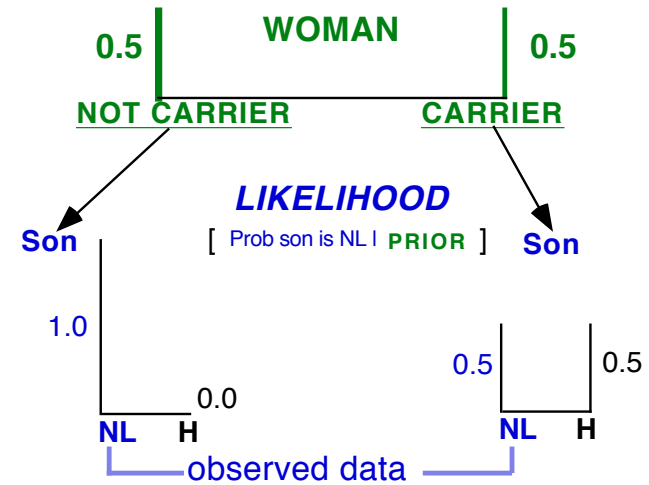 0.5 WOMAN 0.5
NOT CARRIER CARRIER
LIKELIHOOD
Son [ Prob son is NL | PRIOR ] Son
1.0 0.5 0.5
0.0
NL H NL H
observed data